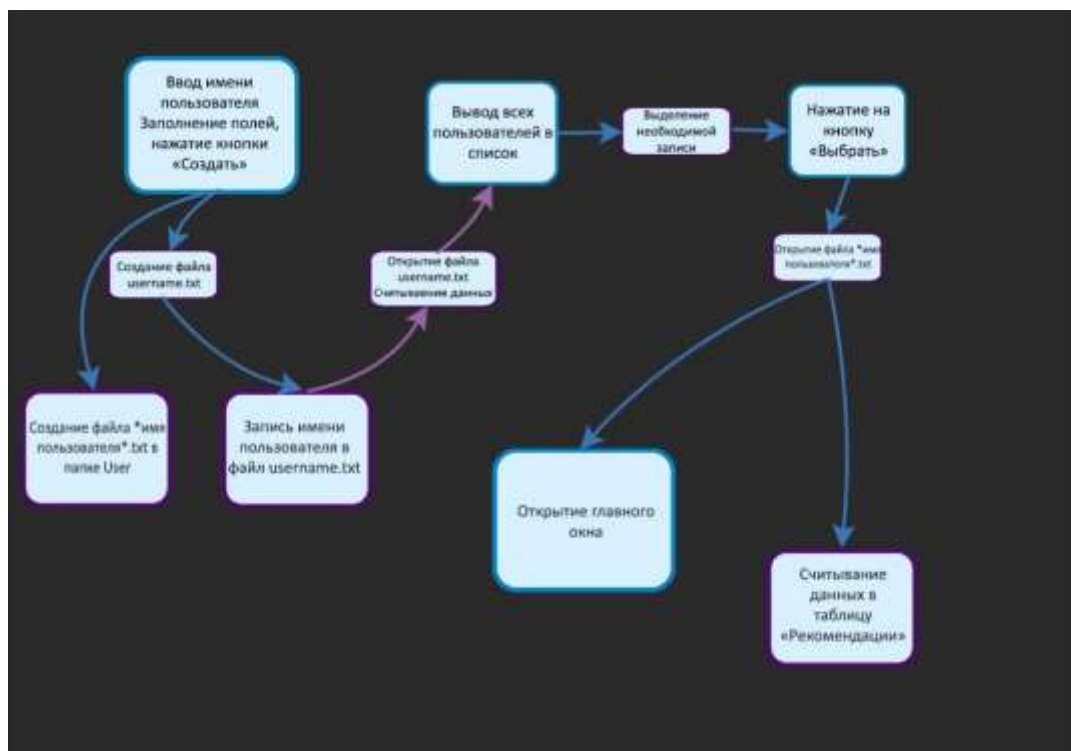 Ввод имени
пользователя
Заполнение полей,
нажатие кнопки
«Создать»
Создание файла
username.txt
Создание файла *имя
пользователя*.txt в
папке User
Запись имени
пользователя в
файл username.txt
Открытие файла
username.txt
Считывание данных
Вывод всех
пользователей в
список
Выделение
необходимой
записи
Нажатие на
кнопку
«Выбрать»
Открытие файла *имя
пользователя*.txt
Открытие главного
окна
Считывание
данных в
таблицу
«Рекомендации»